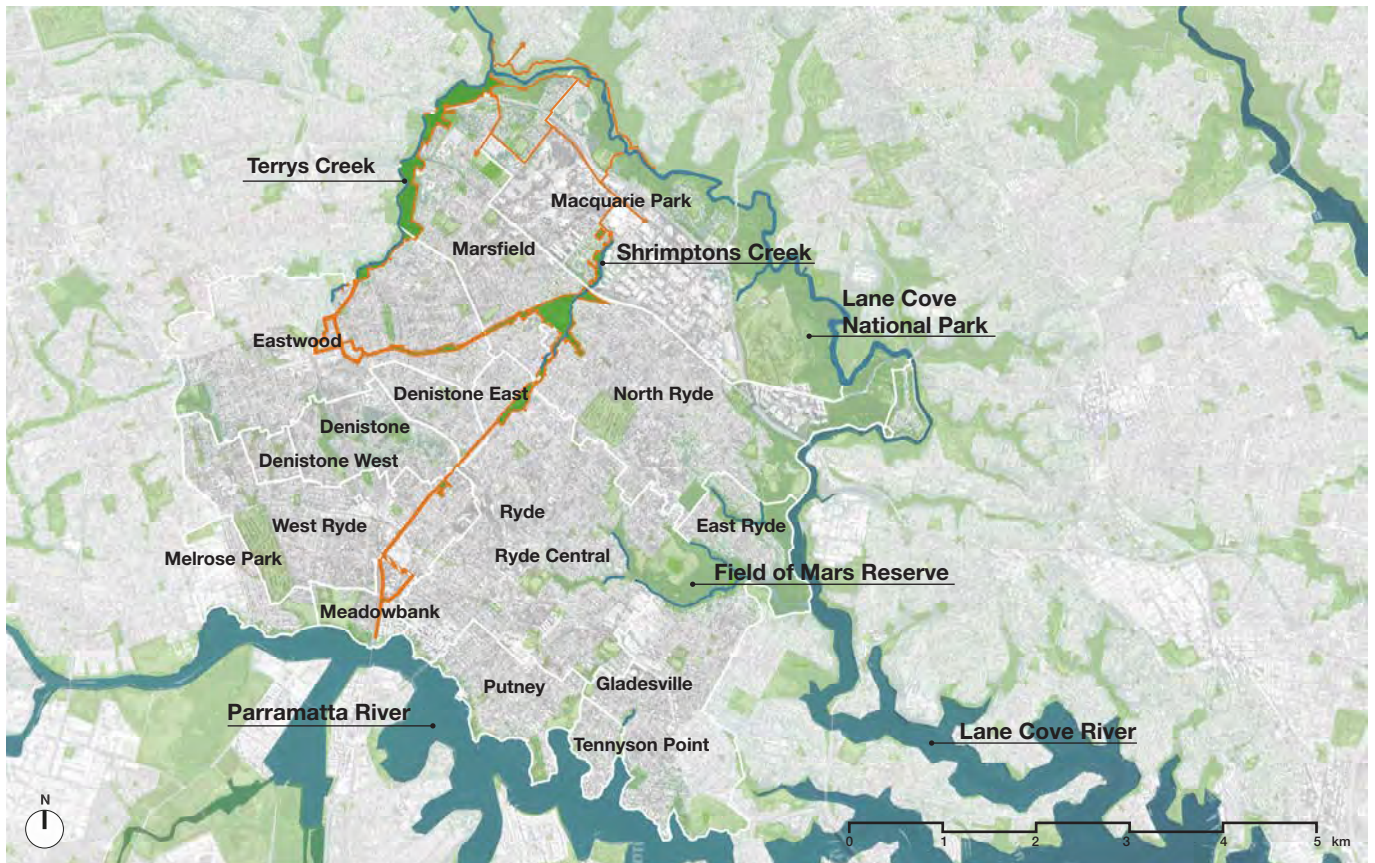 Terrys Creek
Macquarie Park
Marsfield
Shrimptons Creek
Lane Cove
National Park
Eastwood
Denistone East
North Ryde
Denistone
Denistone West
Ryde
West Ryde
East Ryde
Ryde Central
Melrose Park
Field of Mars Reserve
Meadowbank
Putney
Gladesville
Parramatta River
Tennyson Point
Lane Cove River
N
0 1 2 3 4 5 km